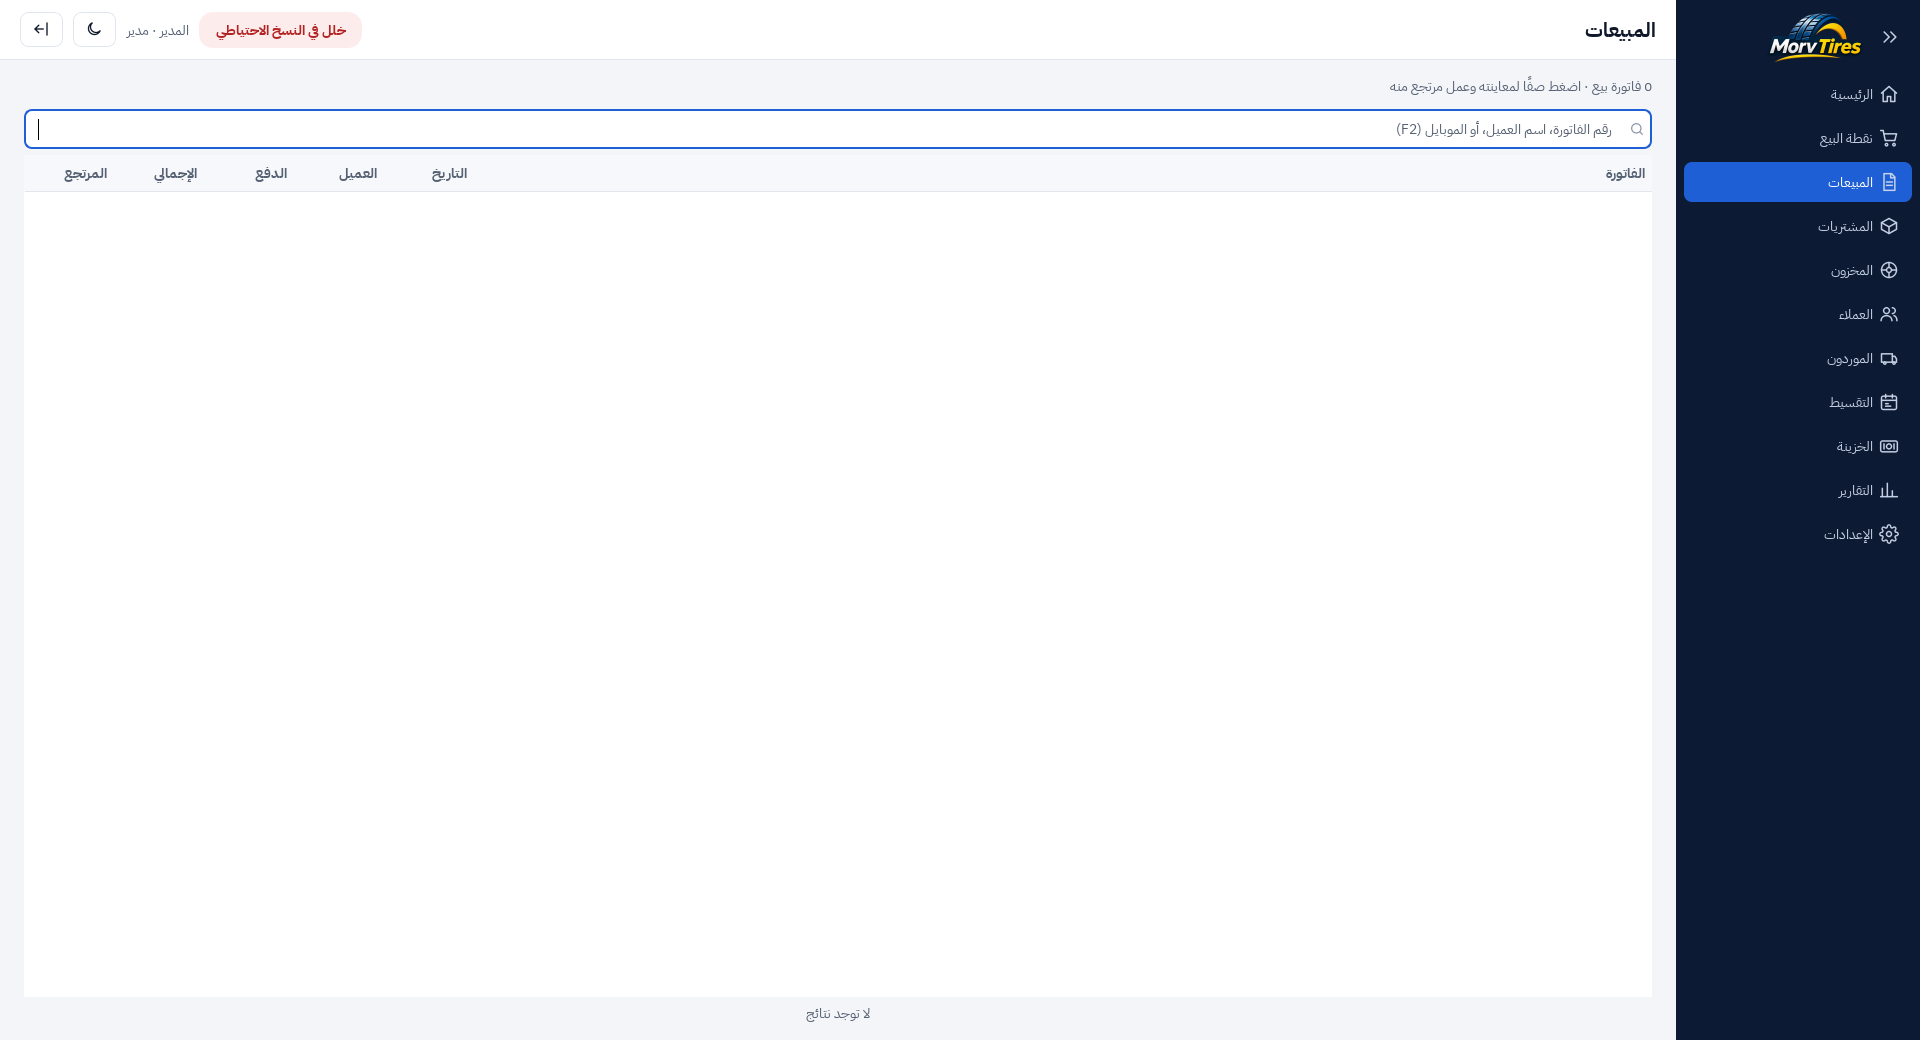 Morv Tires
الرئيسية
نقطة البيع
المبيعات
المشتريات
المخزون
العملاء
الموردون
التقسيط
الخزينة
التقارير
الإعدادات
المبيعات
خلل في النسخ الاحتياطي
المدير · مدير
0 فاتورة بيع · اضغط صفًا لمعاينته وعمل مرتجع منه
رقم الفاتورة، اسم العميل، أو الموبايل (F2)
الفاتورة التاريخ العميل الدفع الإجمالي المرتجع
لا توجد نتائج